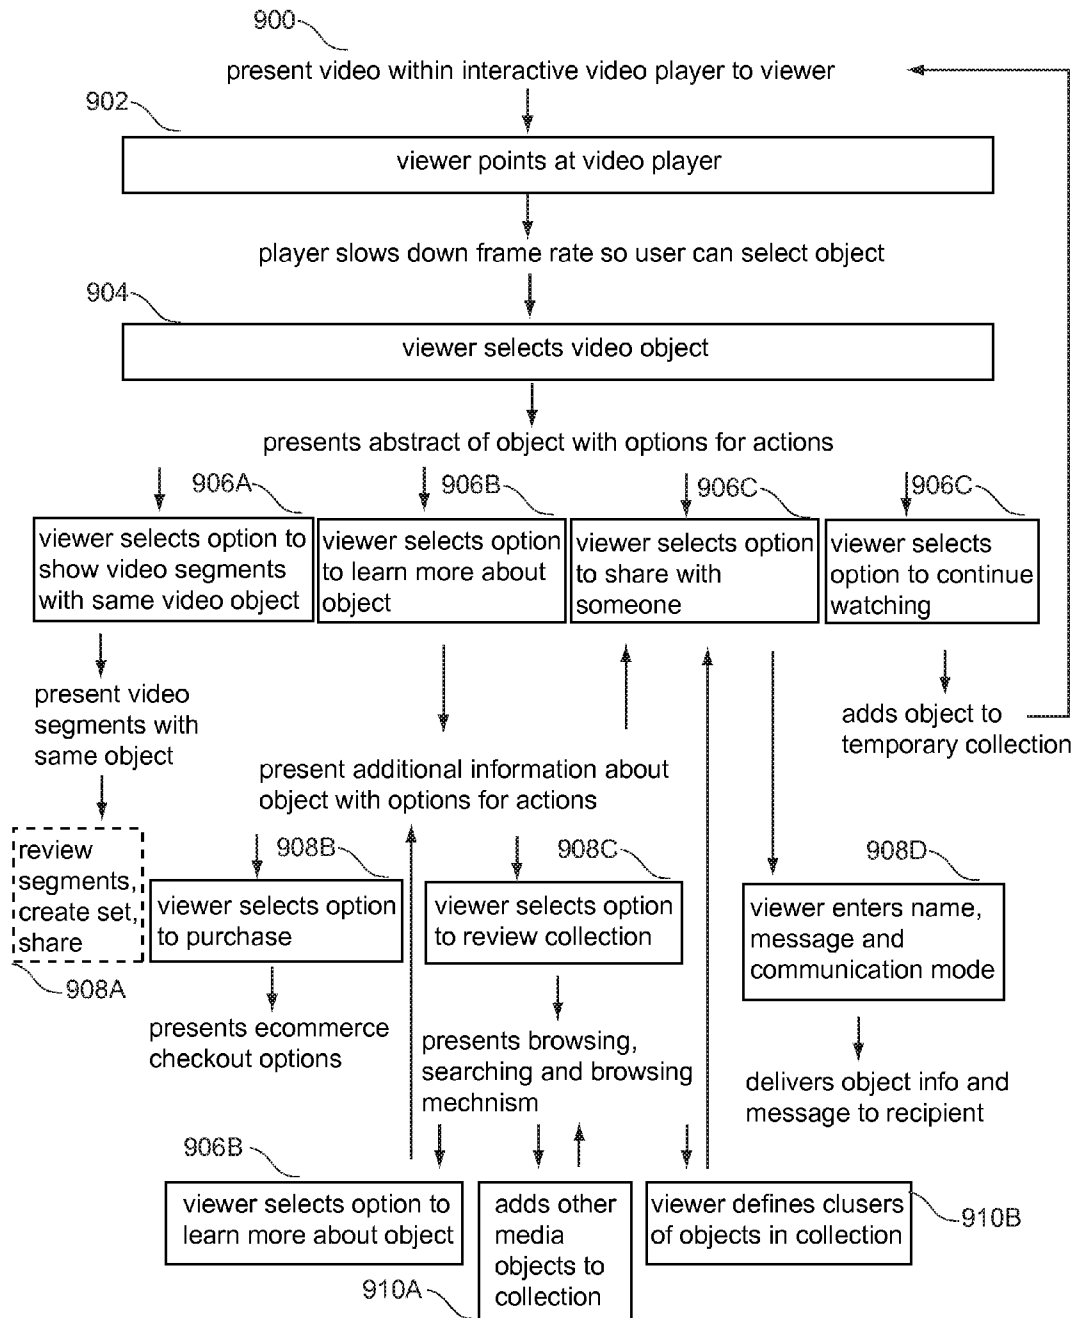 900
present video within interactive video player to viewer
902
viewer points at video player
player slows down frame rate so user can select object
904
viewer selects video object
presents abstract of object with options for actions
906A
906B
906C
906C
viewer selects option to
show video segments
with same video object
viewer selects option
to learn more about
object
viewer selects option
to share with
someone
viewer selects
option to continue
watching
present video
segments with
same object
adds object to
temporary collection
present additional information about
object with options for actions
review
segments,
create set,
share
908A
908B
viewer selects option
to purchase
908C
viewer selects option
to review collection
908D
viewer enters name,
message and
communication mode
presents ecommerce
checkout options
presents browsing,
searching and browsing
mechnism
delivers object info and
message to recipient
906B
viewer selects option to
learn more about object
adds other
media
objects to
collection
910A
viewer defines clusers
of objects in collection
910B